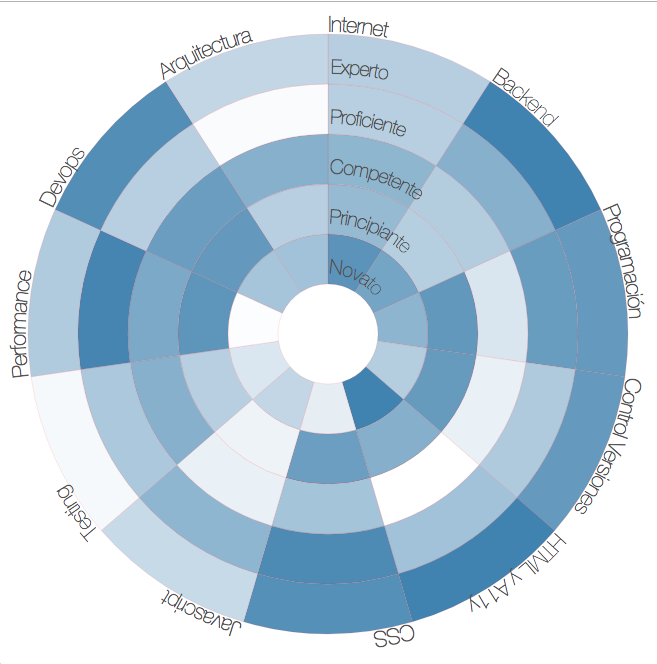 Internet
Backend
Programación
Control Versiones
HTML y A11y
CSS
Javascript
Testing
Performance
Devops
Arquitectura
Experto
Proficiente
Competente
Principiante
Novato